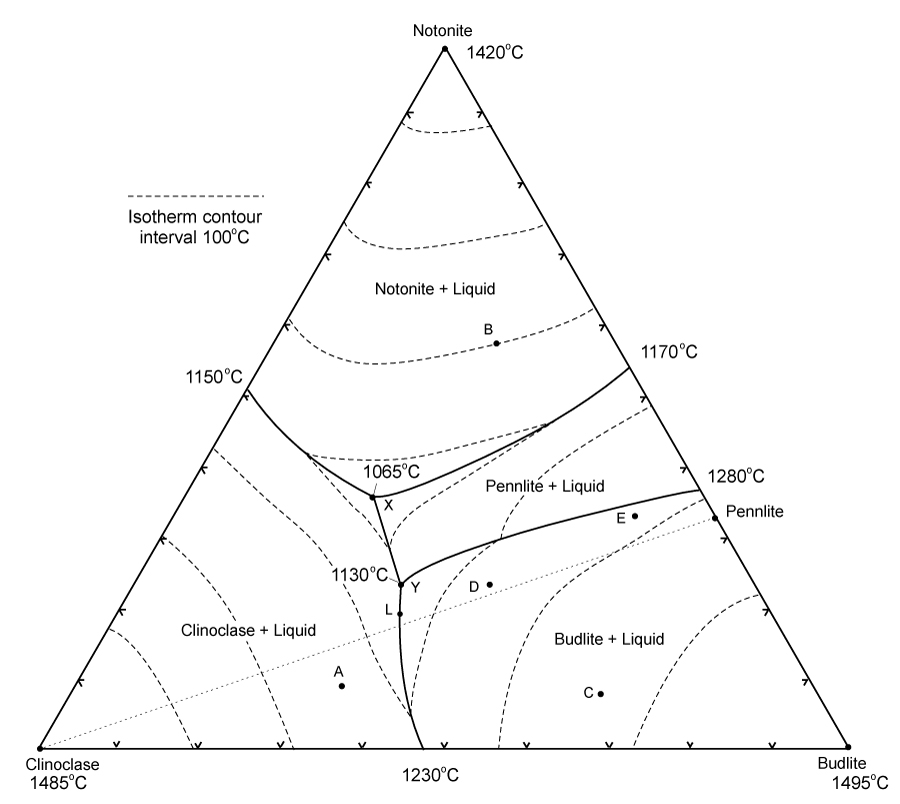 Notonite
1420°C
Isotherm contour
interval 100°C
Notonite + Liquid
B
1170°C
1150°C
1065°C
X
Pennlite + Liquid
1280°C
Pennlite
E
1130°C
Y
D
L
Clinoclase + Liquid
Budlite + Liquid
A
C
Clinoclase
1485°C
1230°C
Budlite
1495°C